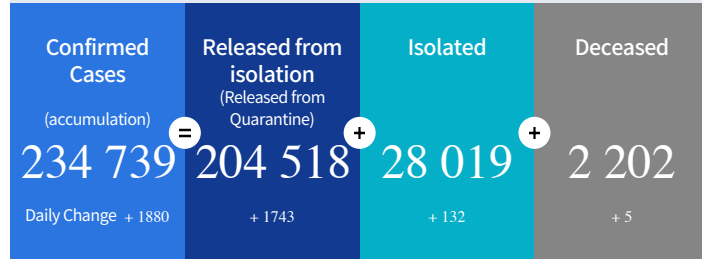 Confirmed
Cases
(accumulation)
234 739
Daily Change + 1880
=
Released from
isolation
(Released from
Quarantine)
204 518
+ 1743
+
Isolated
28 019
+ 132
+
Deceased
2 202
+ 5